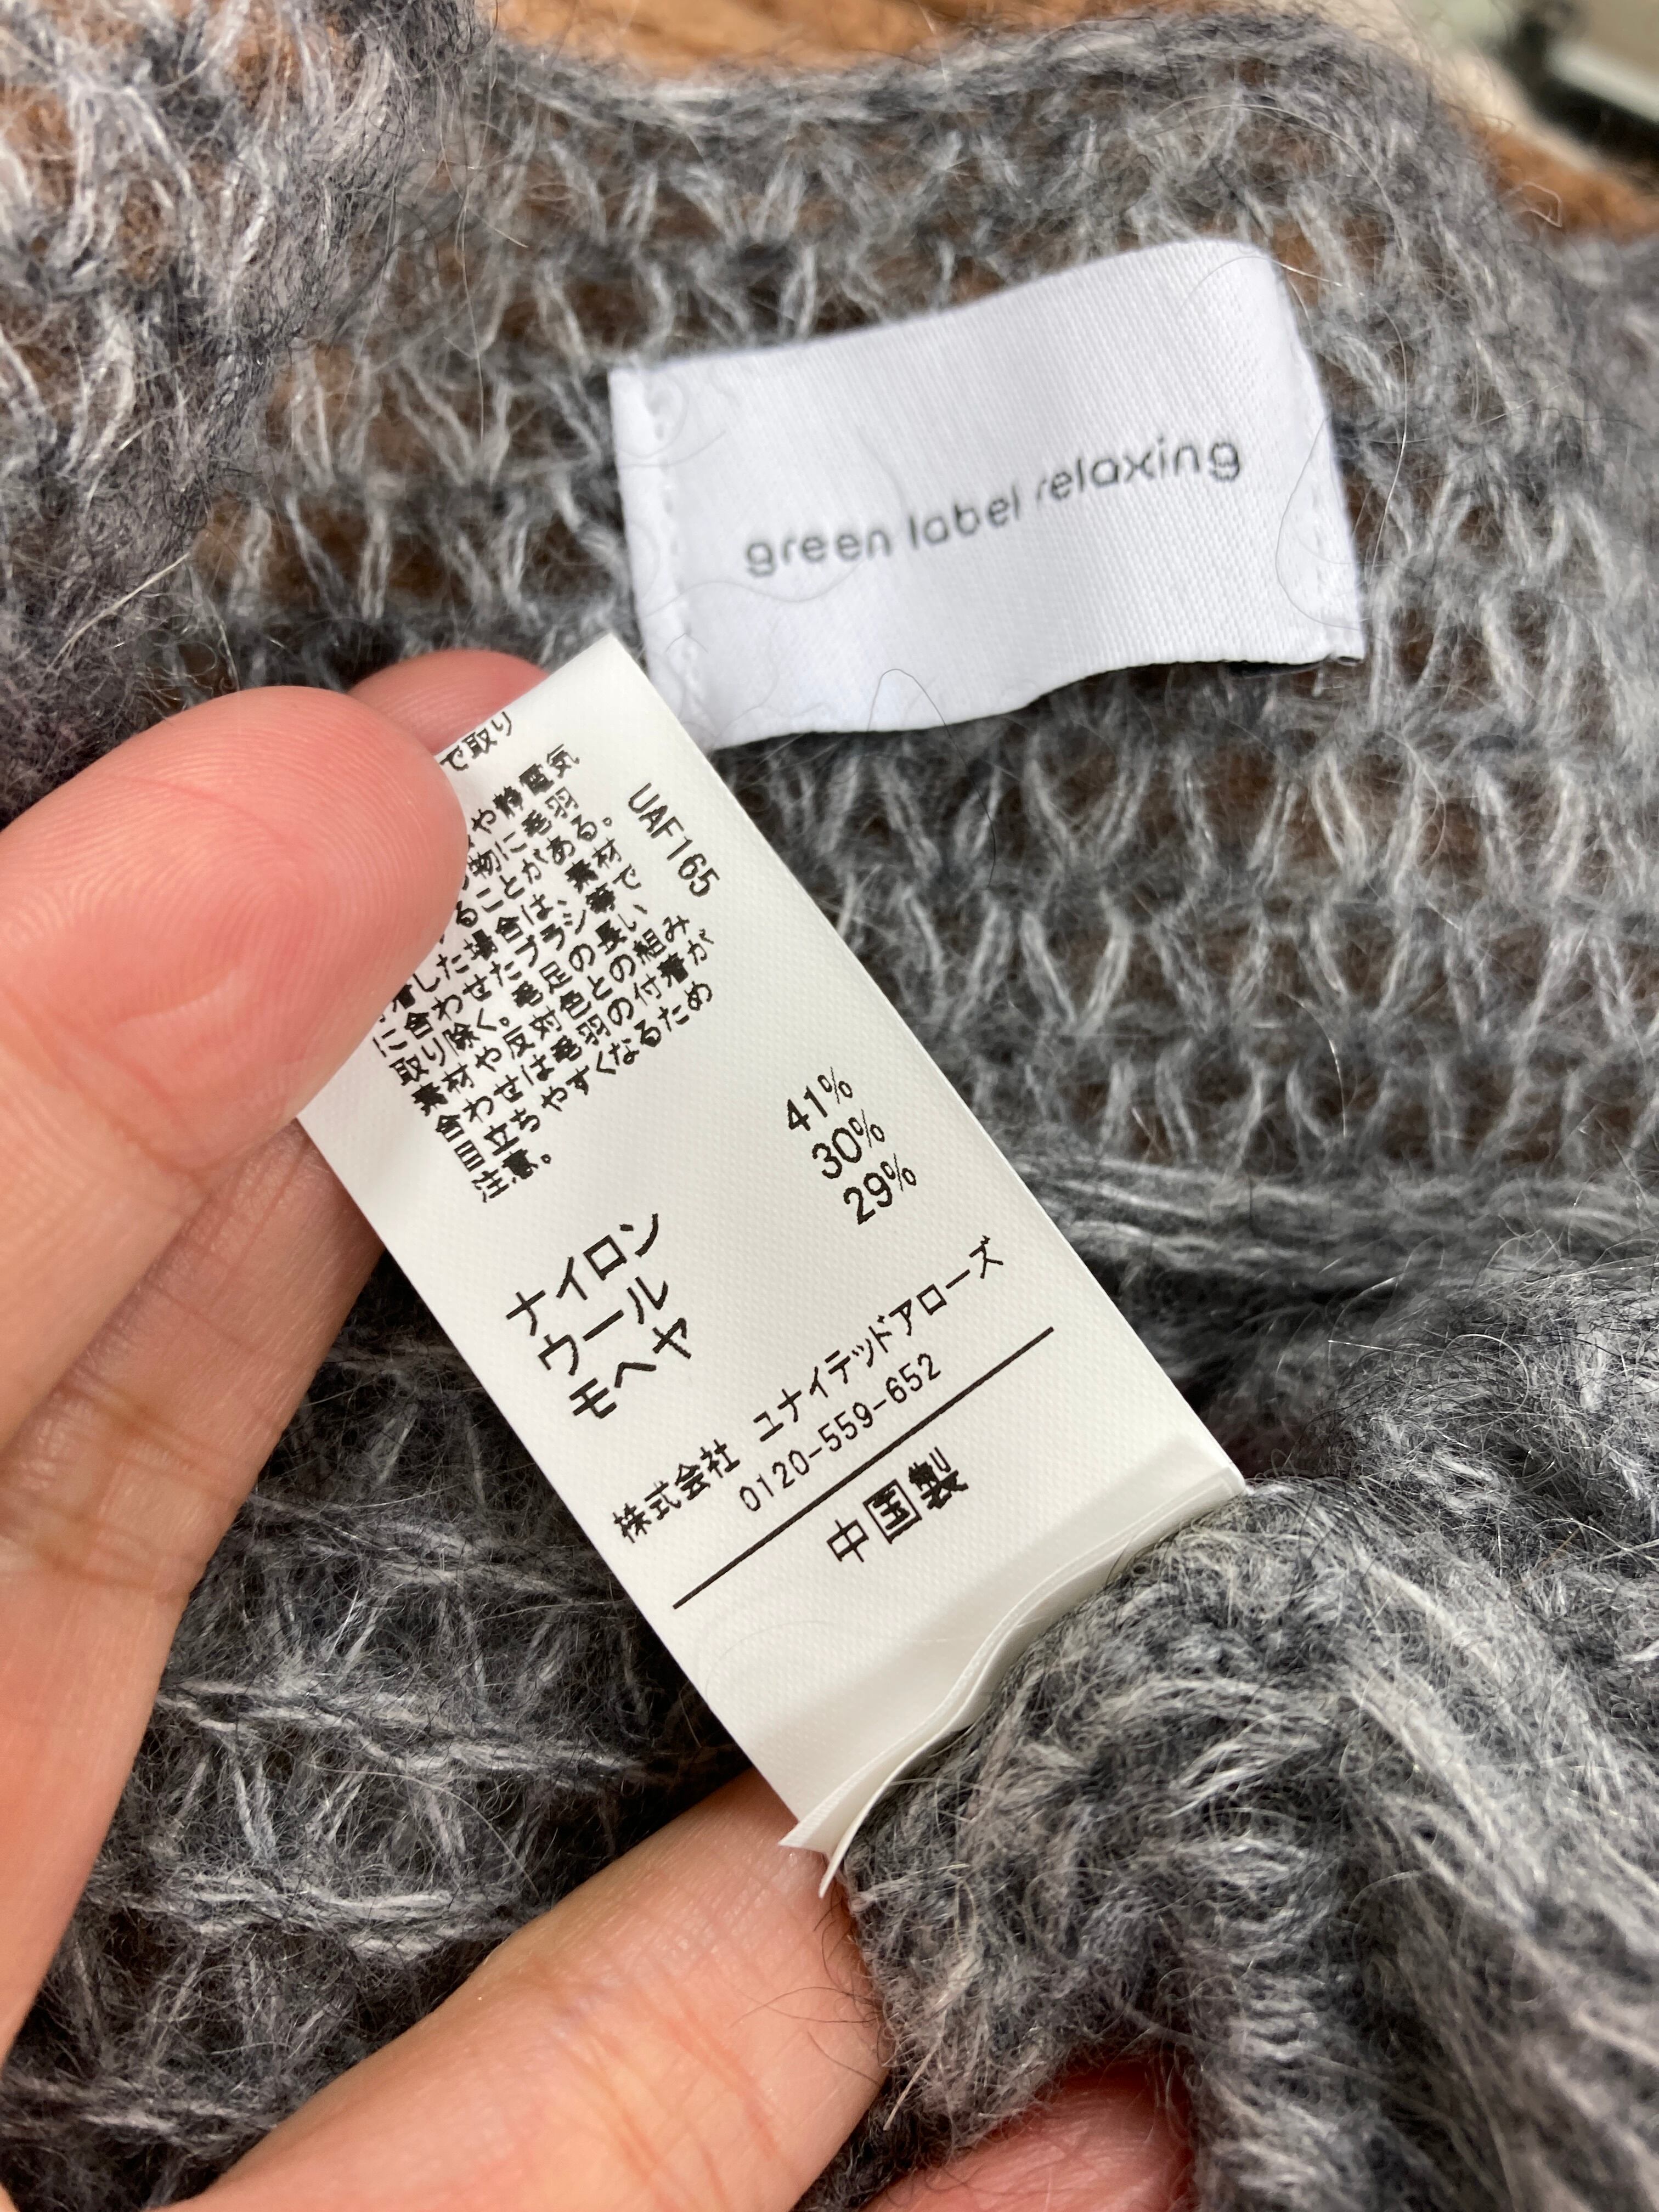 green label relaxing
で取り
や静電気
物に毛羽
ることがある。
着した場合は、素材
に合わせたブラシ等で
取り除く。毛足の長い
素材や反対色との組み
合わせは毛羽の付着が
目立ちやすくなるため
注意。
UAF165
ナイロン 41%
ウール 30%
モヘヤ 29%
株式会社 ユナイテッドアローズ
0120-559-652
中国製